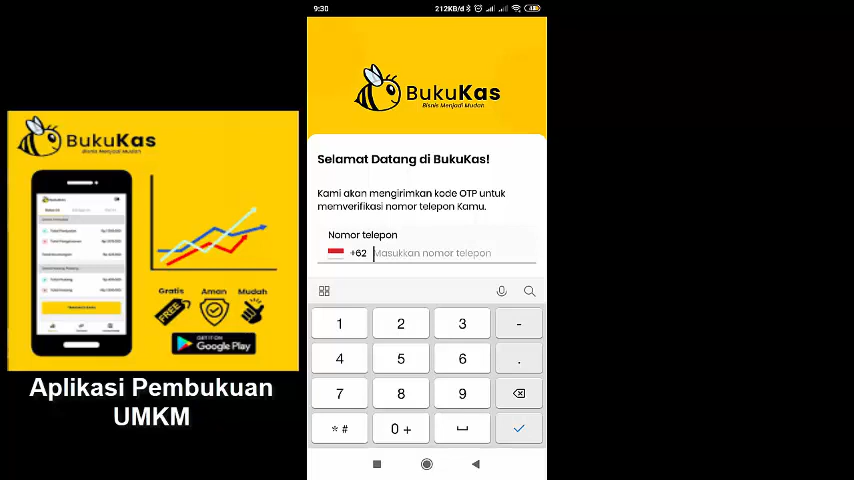 9:30
212KB/d
BukuKas
Bisnis Menjadi Mudah
Selamat Datang di BukuKas!
Kami akan mengirimkan kode OTP untuk
memverifikasi nomor telepon Kamu.
Nomor telepon
+62 Masukkan nomor telepon
1 2 3 -
4 5 6 .
7 8 9
* # 0 +
BukuKas
Bisnis Menjadi Mudah
BukuKas
Gratis Aman Mudah
FREE
GET IT ON
Google Play
Aplikasi Pembukuan
UMKM